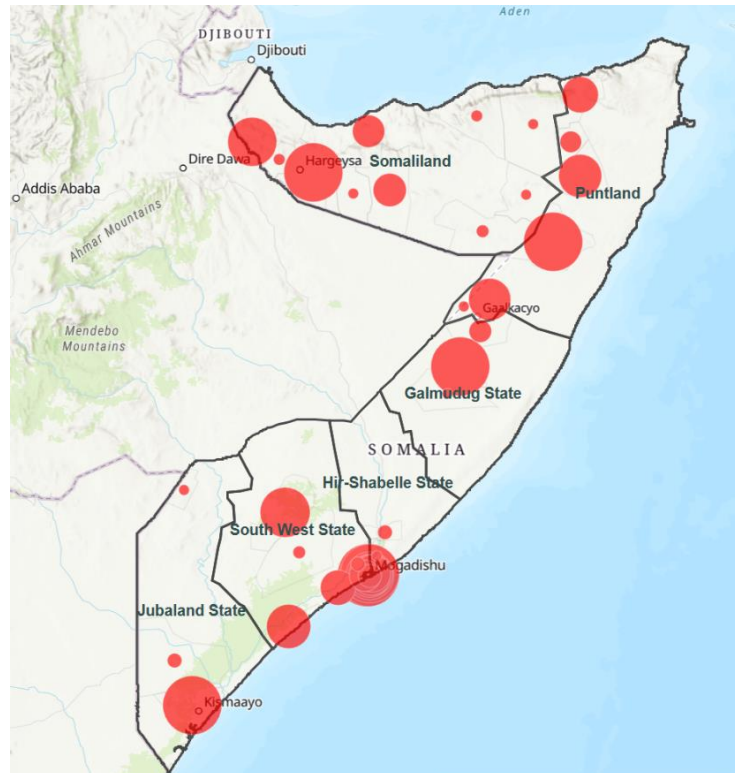 Aden
DJIBOUTI
Djibouti
Dire Dawa
Hargeysa
Somaliland
Addis Ababa
Puntland
Ahmar Mountains
Gaalkacyo
Mendebo
Mountains
Galmudug State
SOMALIA
Hir-Shabelle State
South West State
Mogadishu
Jubaland State
Kismaayo